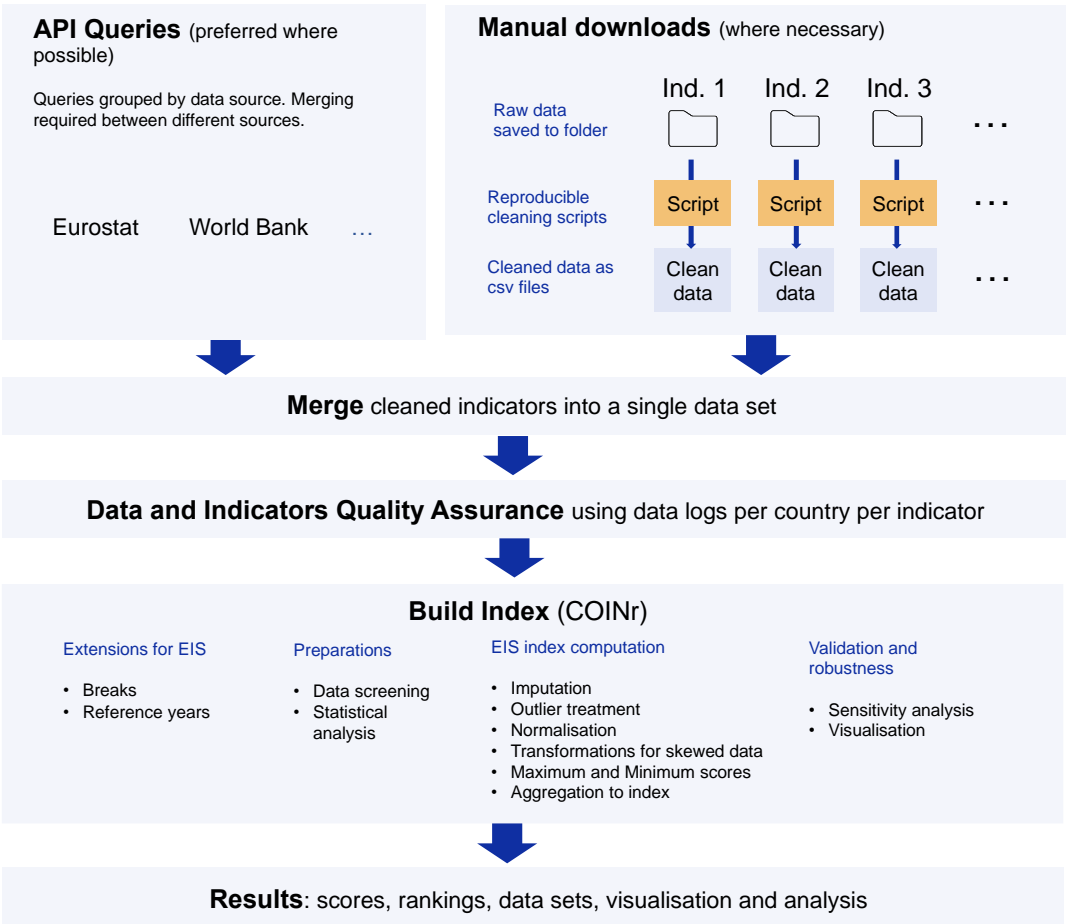 API Queries (preferred where
possible)
Queries grouped by data source. Merging
required between different sources.
Eurostat World Bank ...
Manual downloads (where necessary)
Ind. 1 Ind. 2 Ind. 3
Raw data
saved to folder
...
Reproducible
cleaning scripts
Script Script Script ...
Cleaned data as
csv files
Clean
data
Clean
data
Clean
data
...
Merge cleaned indicators into a single data set
Data and Indicators Quality Assurance using data logs per country per indicator
Build Index (COINr)
Extensions for EIS
• Breaks
• Reference years
Preparations
• Data screening
• Statistical
analysis
EIS index computation
• Imputation
• Outlier treatment
• Normalisation
• Transformations for skewed data
• Maximum and Minimum scores
• Aggregation to index
Validation and
robustness
• Sensitivity analysis
• Visualisation
Results: scores, rankings, data sets, visualisation and analysis